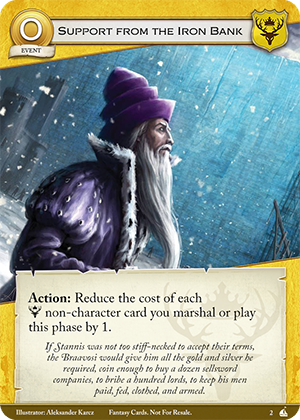 0
SUPPORT FROM THE IRON BANK
EVENT
Action: Reduce the cost of each
non-character card you marshal or play
this phase by 1.
If Stannis was not too stiff-necked to accept their terms,
the Braavosi would give him all the gold and silver he
required, coin enough to buy a dozen sellsword
companies, to bribe a hundred lords, to keep his men
paid, fed, clothed, and armed.
Illustrator: Aleksander Karcz
Fantasy Cards. Not For Resale.
2